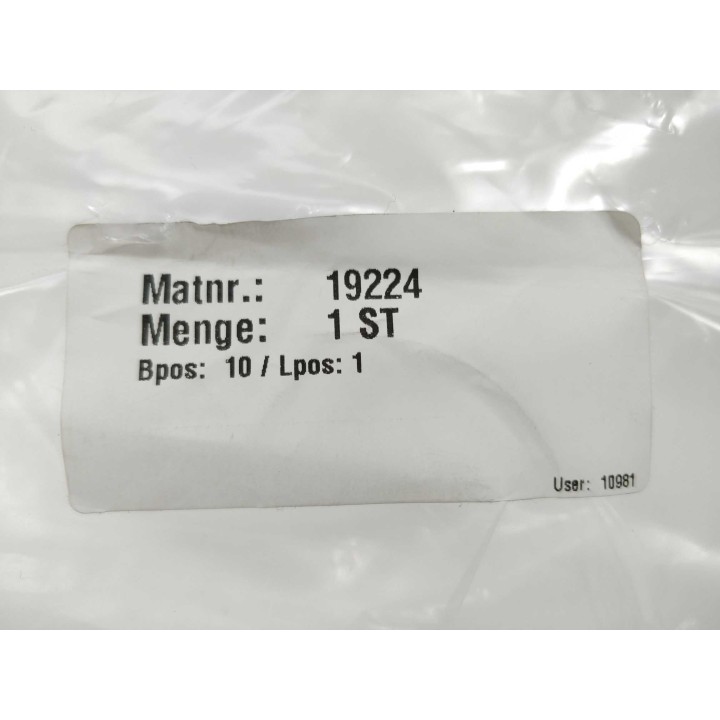 Matnr.: 19224
Menge: 1 ST
Bpos: 10 / Lpos: 1
User: 10981